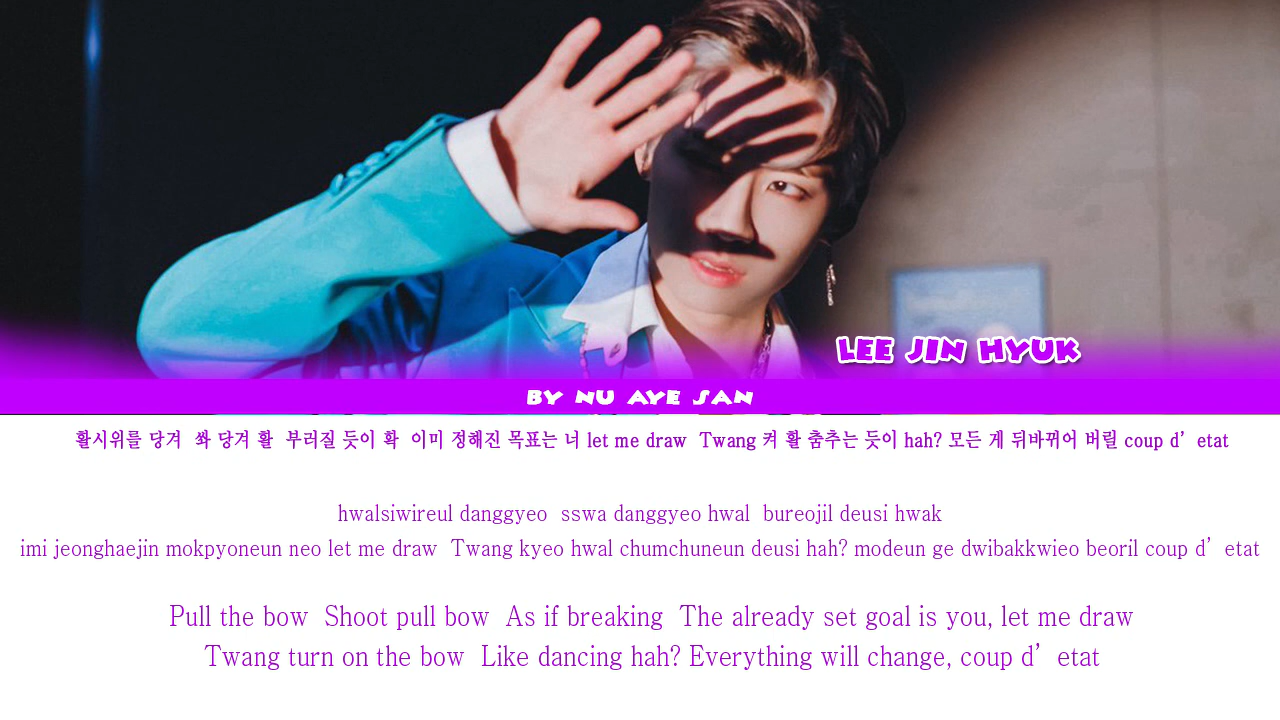 LEE JIN HYUK
BY NU AYE SAN
활시위를 당겨 쏴 당겨 활 부러질 듯이 확 이미 정해진 목표는 너 let me draw Twang 켜 활 춤추는 듯이 hah? 모든 게 뒤바뀌어 버릴 coup d’etat
hwalsiwireul danggyeo sswa danggyeo hwal bureojil deusi hwak
imi jeonghaejin mokpyoneun neo let me draw Twang kyeo hwal chumchuneun deusi hah? modeun ge dwibakkwieo beoril coup d’etat
Pull the bow Shoot pull bow As if breaking The already set goal is you, let me draw
Twang turn on the bow Like dancing hah? Everything will change, coup d’etat